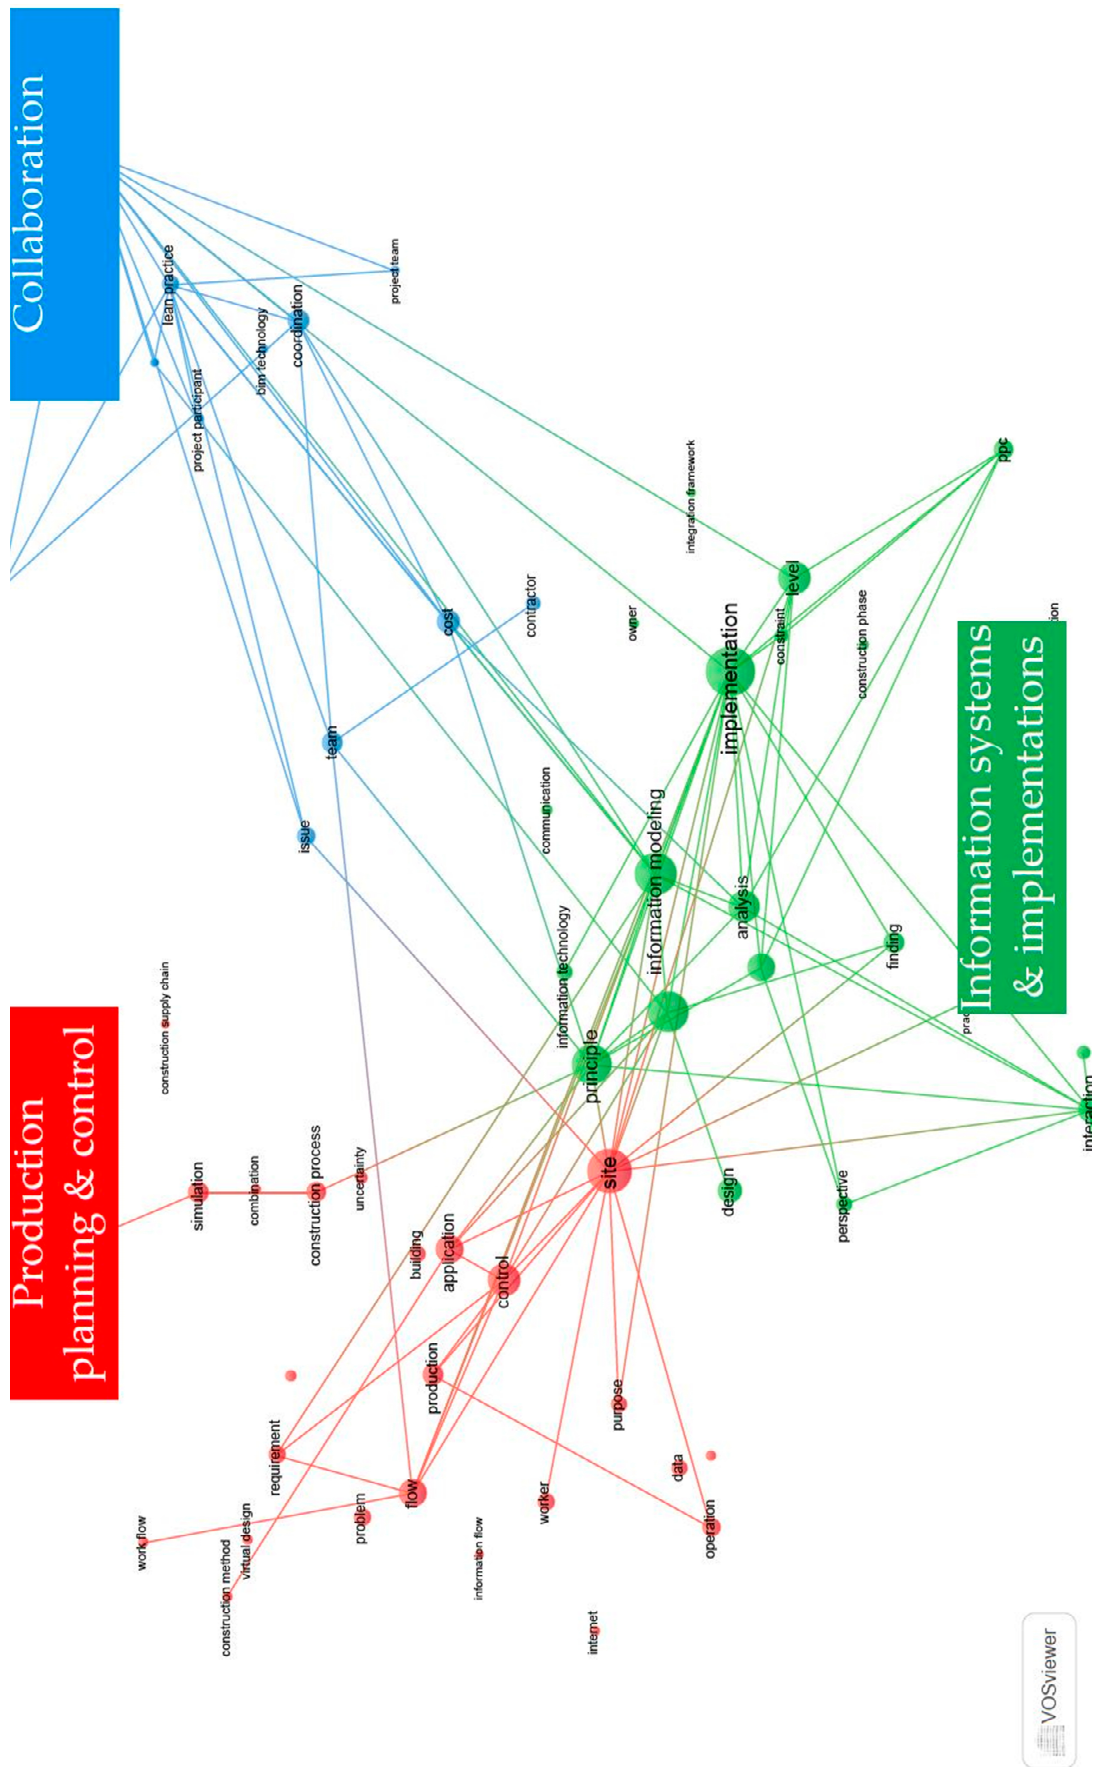 Production
planning & control
Collaboration
work flow
construction method
virtual design
requirement
problem
flow
information flow
internet
worker
data
operation
purpose
production
control
application
building
simulation
combination
construction process
uncertainty
construction supply chain
site
design
perspective
principle
information technology
communication
information modeling
analysis
finding
interaction
issue
team
cost
contractor
owner
implementation
constraint
level
construction phase
integration framework
ppc
project participant
lean practice
bim technology
coordination
project team
Information systems
& implementations
VOSviewer